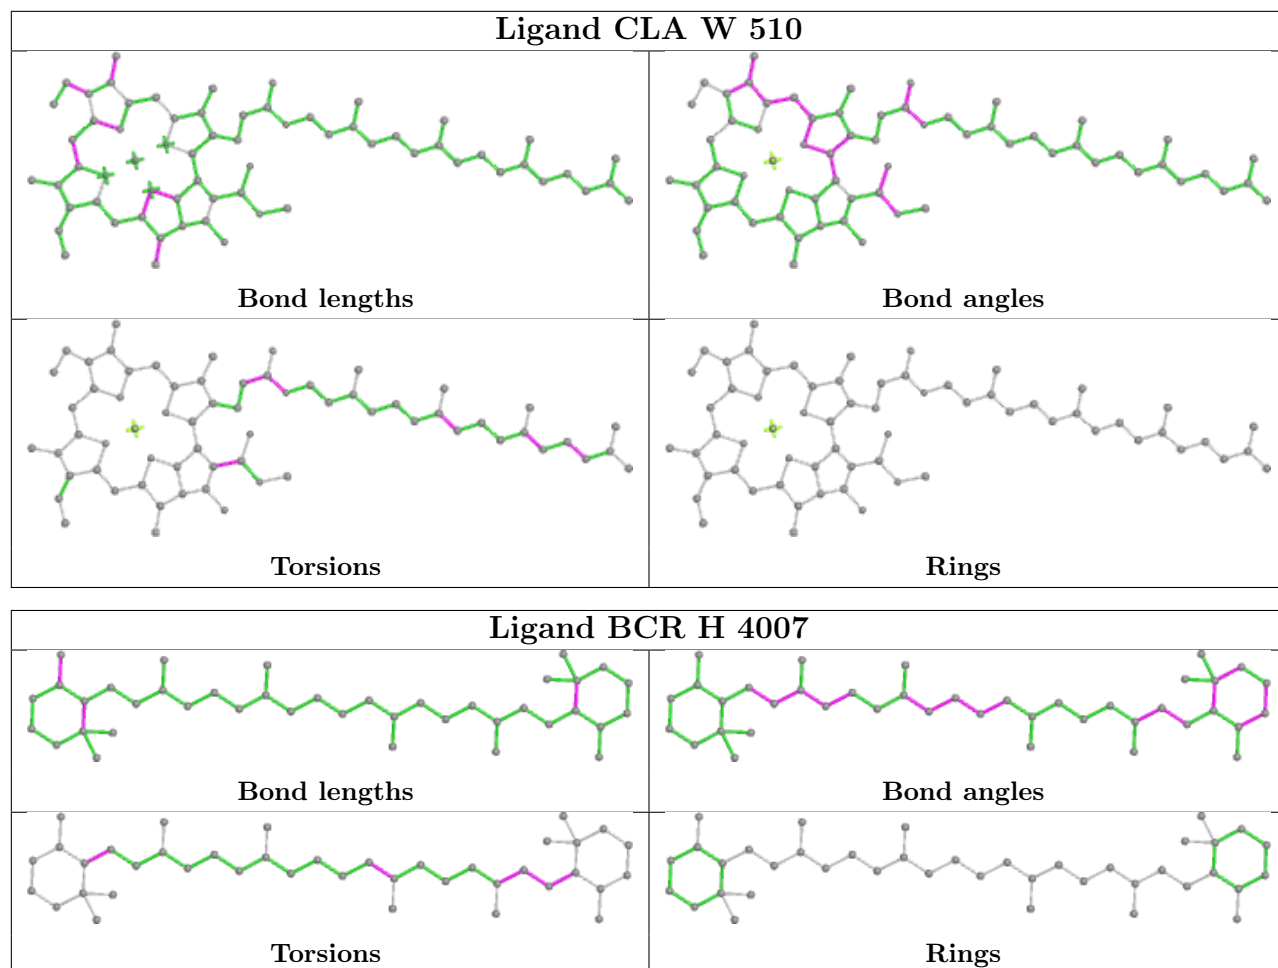 Ligand CLA W 510
Bond lengths
Bond angles
Torsions
Rings
Ligand BCR H 4007
Bond lengths
Bond angles
Torsions
Rings